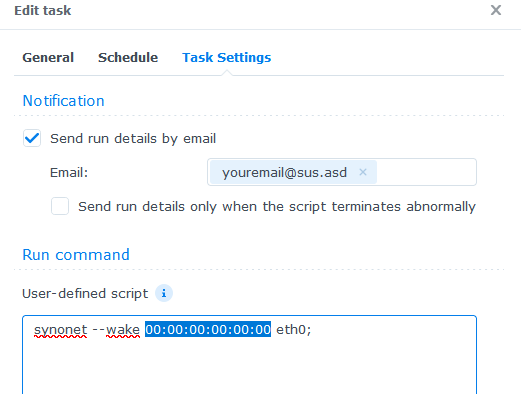 Edit task
General Schedule Task Settings
Notification
Send run details by email
Email: youremail@sus.asd ×
Send run details only when the script terminates abnormally
Run command
User-defined script i
synonet --wake 00:00:00:00:00:00 eth0;